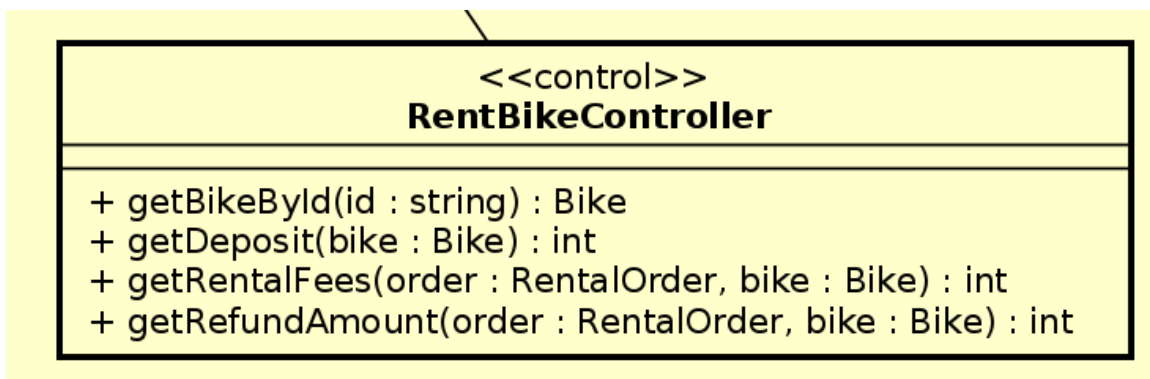 <<control>>
RentBikeController
+ getBikeById(id : string) : Bike
+ getDeposit(bike : Bike) : int
+ getRentalFees(order : RentalOrder, bike : Bike) : int
+ getRefundAmount(order : RentalOrder, bike : Bike) : int